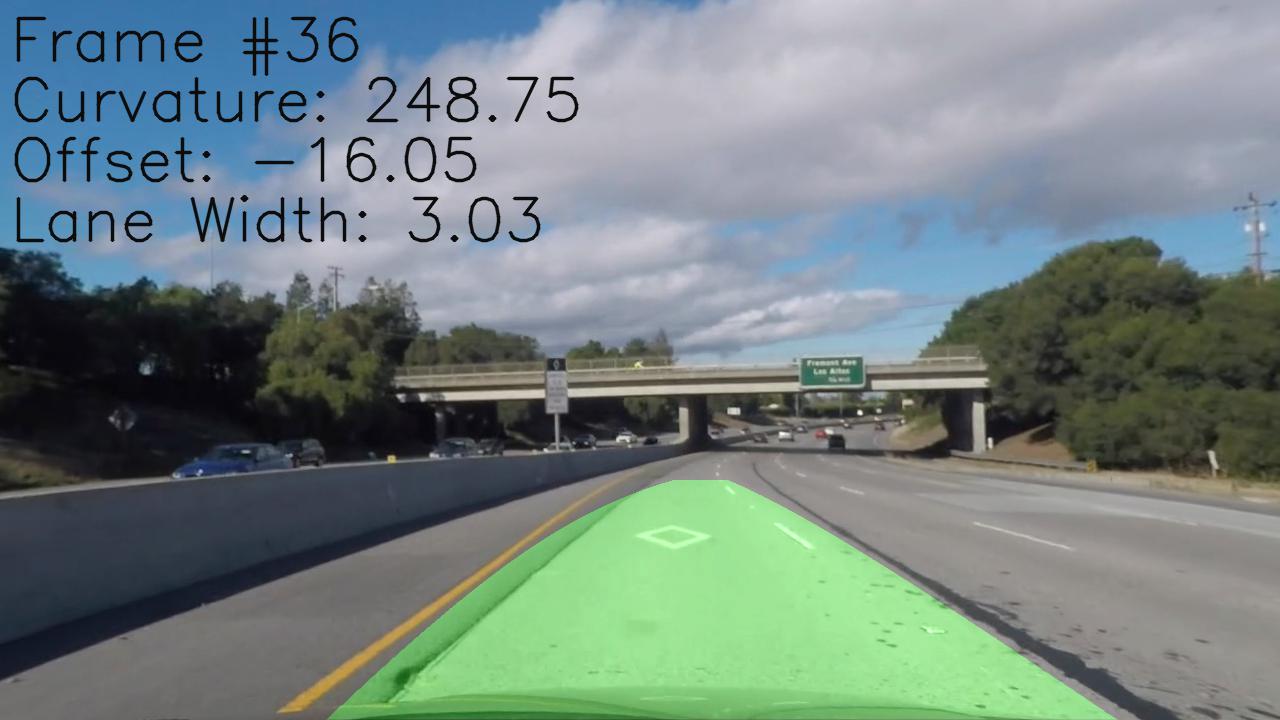 Frame #36
Curvature: 248.75
Offset: -16.05
Lane Width: 3.03
Fremont Ave
Los Altos